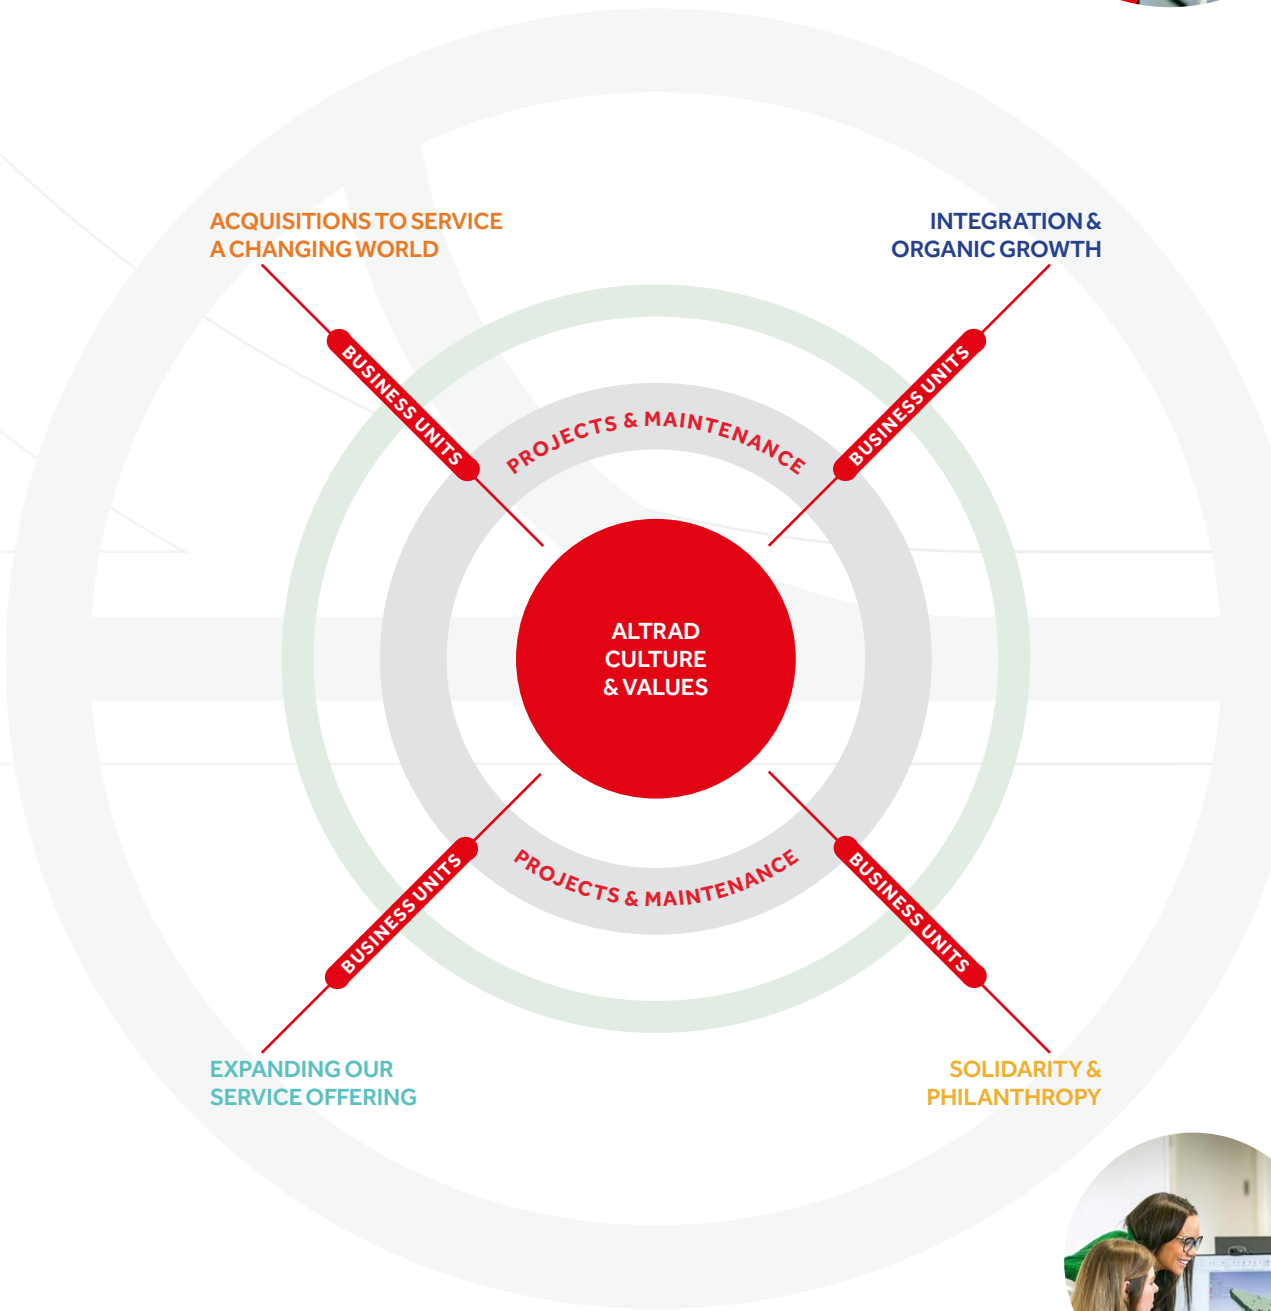 ACQUISITIONS TO SERVICE
A CHANGING WORLD
INTEGRATION &
ORGANIC GROWTH
BUSINESS UNITS
BUSINESS UNITS
PROJECTS & MAINTENANCE
ALTRAD
CULTURE
& VALUES
PROJECTS & MAINTENANCE
BUSINESS UNITS
BUSINESS UNITS
EXPANDING OUR
SERVICE OFFERING
SOLIDARITY &
PHILANTHROPY